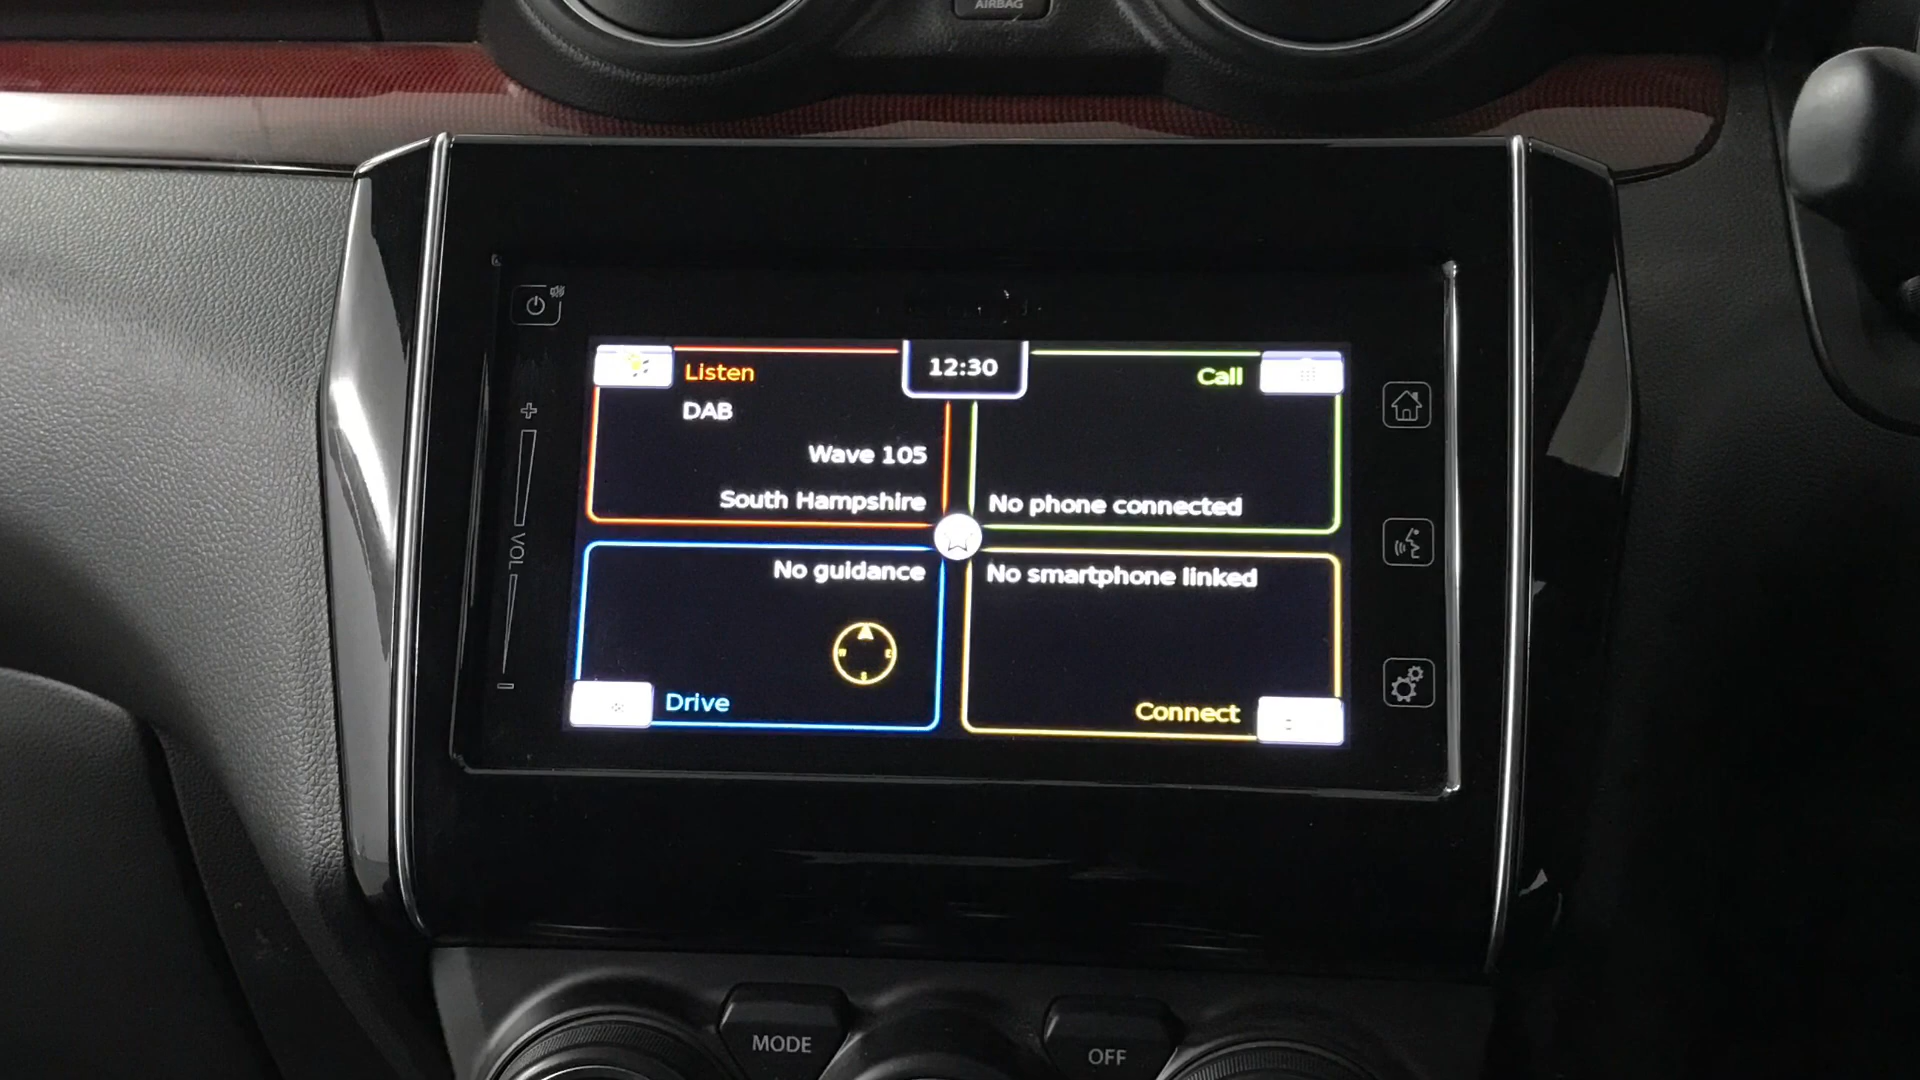 AIRBAG
12:30
Listen
DAB
Wave 105
South Hampshire
Call
No phone connected
VOL
No guidance
Drive
No smartphone linked
Connect
MODE
OFF